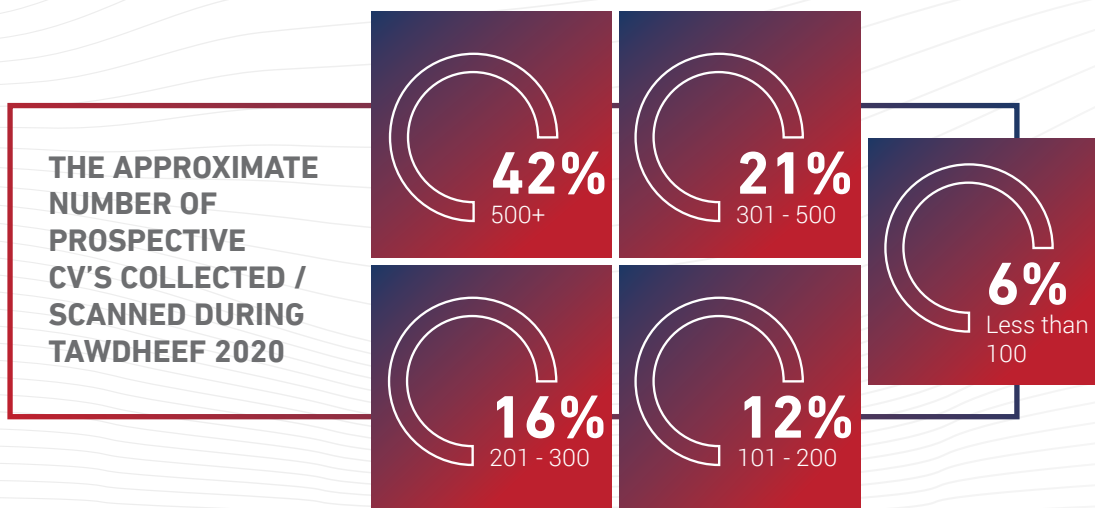 THE APPROXIMATE
NUMBER OF
PROSPECTIVE
CV'S COLLECTED /
SCANNED DURING
TAWDHEEF 2020
42%
500+
21%
301 - 500
16%
201 - 300
12%
101 - 200
6%
Less than
100